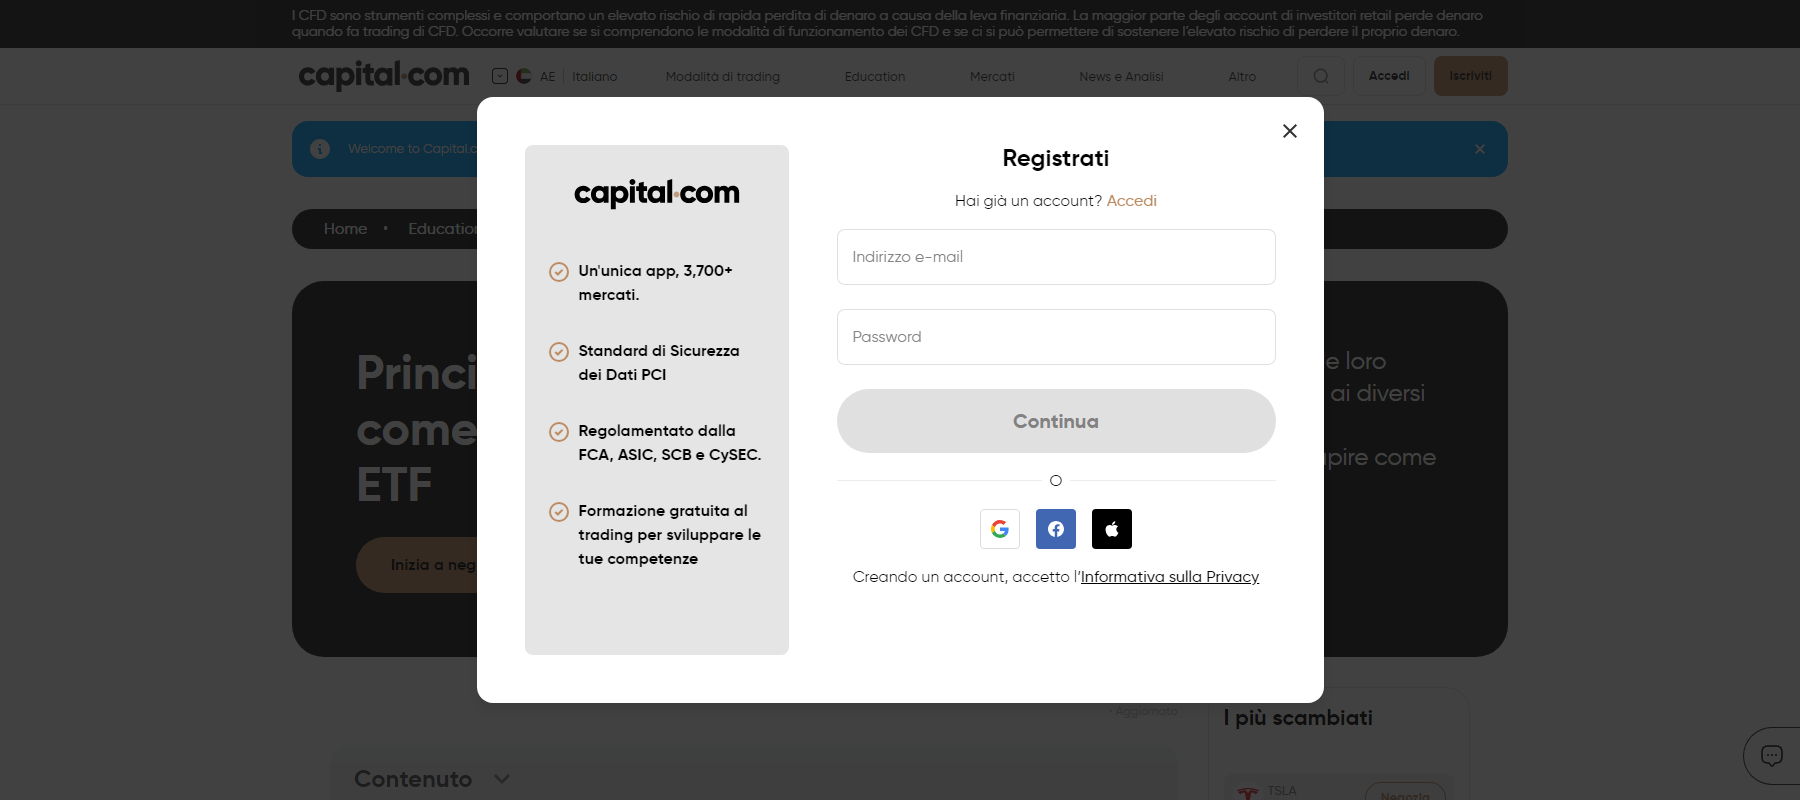 I CFD sono strumenti complessi e comportano un'elevato rischio di rapida perdita di denaro a causa della leva finanziaria. La maggior parte degli account di investitori retail perde denaro
quando fa trading di CFD. Occorre valutare se si comprendono le modalità di funzionamento dei CFD e se ci si può permettere di sostenere l'elevato rischio di perdere il proprio denaro.
capital.com AE Italiano Modalità di trading Education Mercati News e Analisi Altro Accedi Iscriviti
Welcome to Capital.c
Home • Education
Princi
come
ETF
Inizia a neg
capital.com
Un'unica app, 3,700+
mercati.
Standard di Sicurezza
dei Dati PCI
Regolamentato dalla
FCA, ASIC, SCB e CySEC.
Formazione gratuita al
trading per sviluppare le
tue competenze
Registrati
Hai già un account? Accedi
Indirizzo e-mail
Password
Continua
O
Creando un account, accetto l'Informativa sulla Privacy
e loro
ai diversi
apire come
• Aggiornato
I più scambiati
Contenuto
TSLA
Negozia